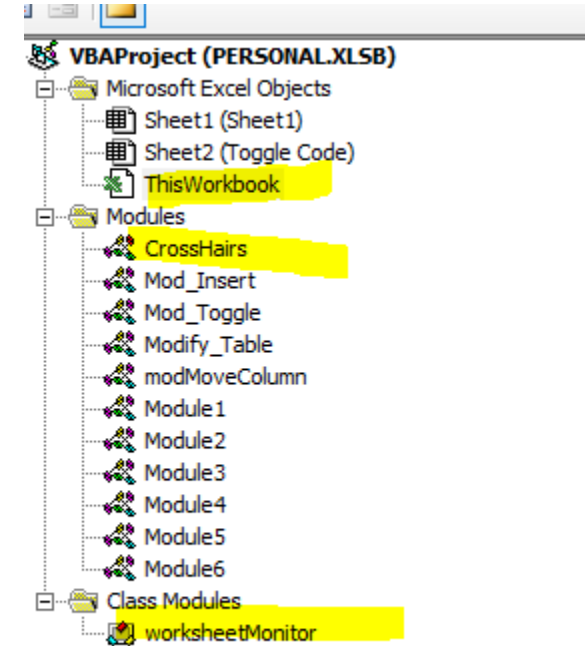 VBAProject (PERSONAL.XLSB)
Microsoft Excel Objects
Sheet1 (Sheet1)
Sheet2 (Toggle Code)
ThisWorkbook
Modules
CrossHairs
Mod_Insert
Mod_Toggle
Modify_Table
modMoveColumn
Module1
Module2
Module3
Module4
Module5
Module6
Class Modules
worksheetMonitor